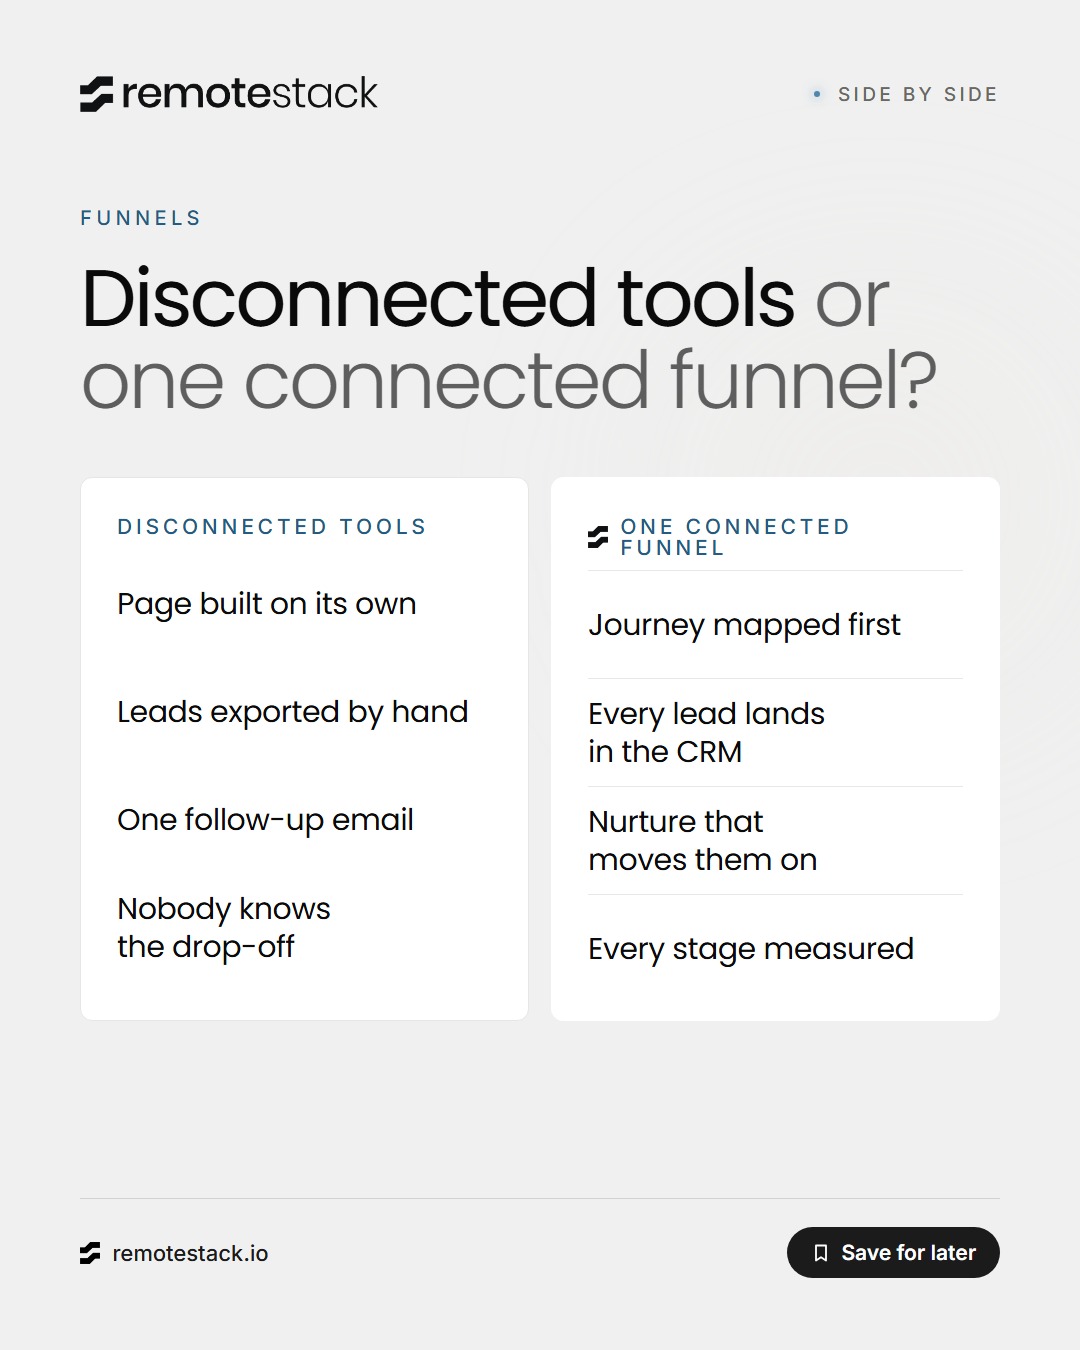 remotestack
SIDE BY SIDE
FUNNELS
Disconnected tools or
one connected funnel?
DISCONNECTED TOOLS
Page built on its own
Leads exported by hand
One follow-up email
Nobody knows
the drop-off
ONE CONNECTED
FUNNEL
Journey mapped first
Every lead lands
in the CRM
Nurture that
moves them on
Every stage measured
remotestack.io
Save for later